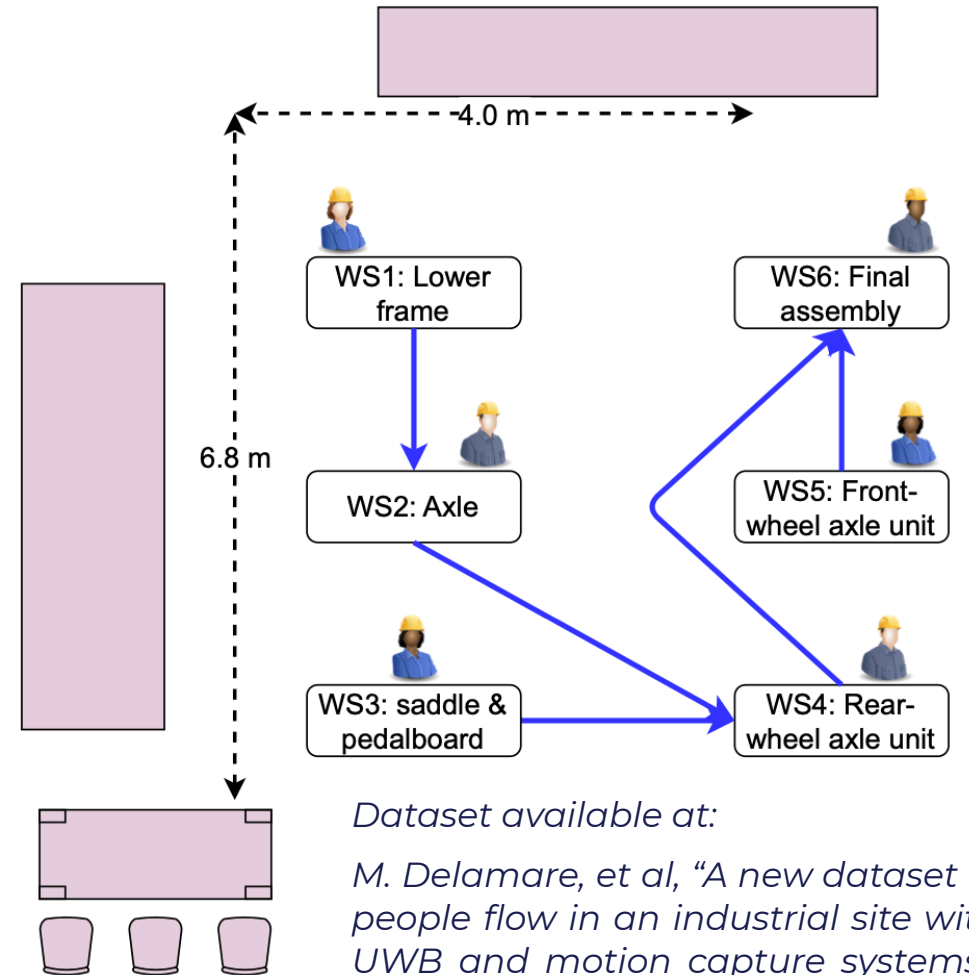 4.0 m
WS1: Lower
frame
WS6: Final
assembly
6.8 m
WS2: Axle
WS5: Front-
wheel axle unit
WS3: saddle &
pedalboard
WS4: Rear-
wheel axle unit
Dataset available at:
M. Delamare, et al, “A new dataset
people flow in an industrial site
UWB and motion capture systems